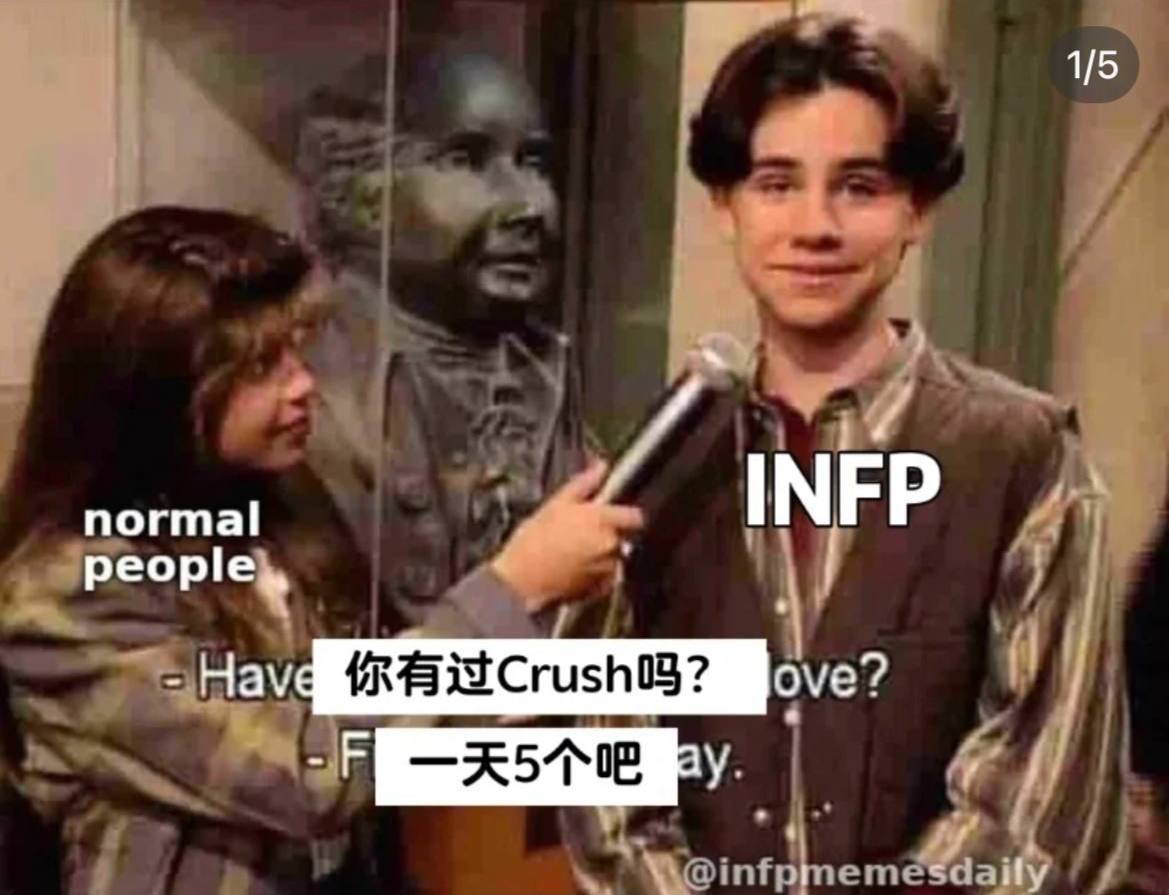 1/5
INFP
normal
people
- Have 你有过Crush吗? love?
- F 一天5个吧 ay.
@infpmemesdaily